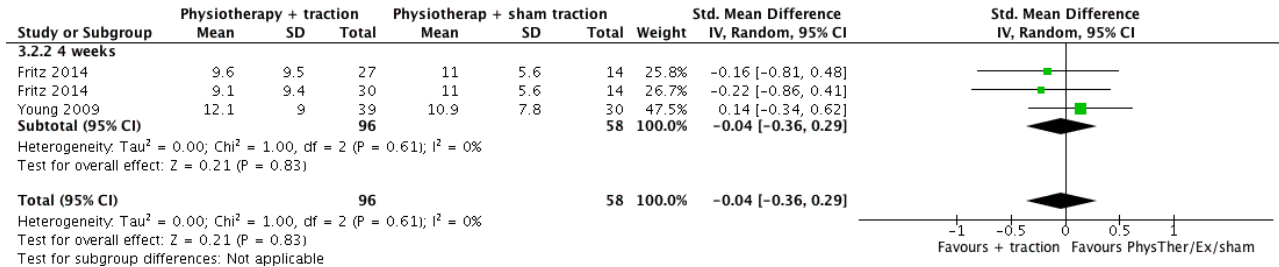 Physiotherapy + traction Physiotherap + sham traction Std. Mean Difference Std. Mean Difference
Study or Subgroup Mean SD Total Mean SD Total Weight IV, Random, 95% CI IV, Random, 95% CI
3.2.2 4 weeks
Fritz 2014 9.6 9.5 27 11 5.6 14 25.8% -0.16 [-0.81, 0.48]
Fritz 2014 9.1 9.4 30 11 5.6 14 26.7% -0.22 [-0.86, 0.41]
Young 2009 12.1 9 39 10.9 7.8 30 47.5% 0.14 [-0.34, 0.62]
Subtotal (95% CI) 96 58 100.0% -0.04 [-0.36, 0.29]
Heterogeneity: Tau² = 0.00; Chi² = 1.00, df = 2 (P = 0.61); I² = 0%
Test for overall effect: Z = 0.21 (P = 0.83)
Total (95% CI) 96 58 100.0% -0.04 [-0.36, 0.29]
Heterogeneity: Tau² = 0.00; Chi² = 1.00, df = 2 (P = 0.61); I² = 0%
Test for overall effect: Z = 0.21 (P = 0.83)
Test for subgroup differences: Not applicable
-1 -0.5 0 0.5 1
Favours + traction Favours PhysTher/Ex/sham